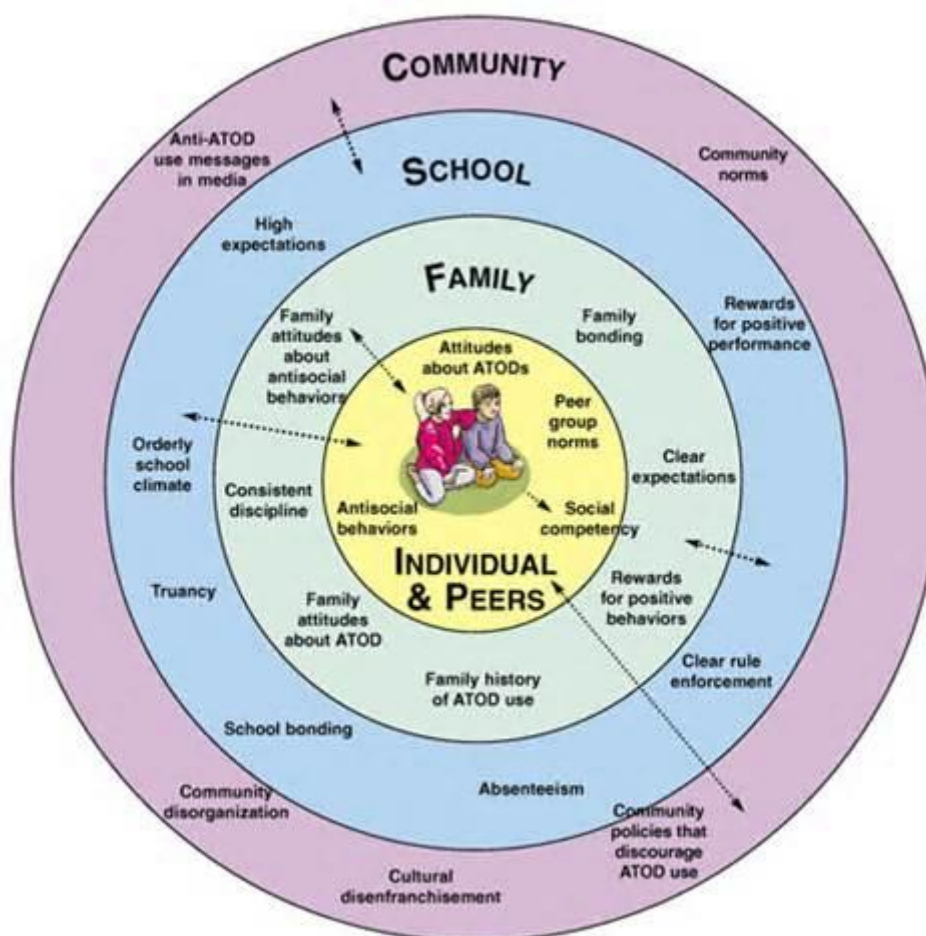 COMMUNITY
Anti-ATOD
use messages
in media
Community
norms
SCHOOL
High
expectations
Rewards
for positive
performance
FAMILY
Family
attitudes
about
antisocial
behaviors
Family
bonding
Attitudes
about ATODs
Peer
group
norms
Orderly
school
climate
Consistent
discipline
Clear
expectations
Antisocial
behaviors
Social
competency
INDIVIDUAL
& PEERS
Truancy
Family
attitudes
about ATOD
Rewards
for positive
behaviors
Family history
of ATOD use
Clear rule
enforcement
School bonding
Absenteeism
Community
disorganization
Community
policies that
discourage
ATOD use
Cultural
disenfranchisement